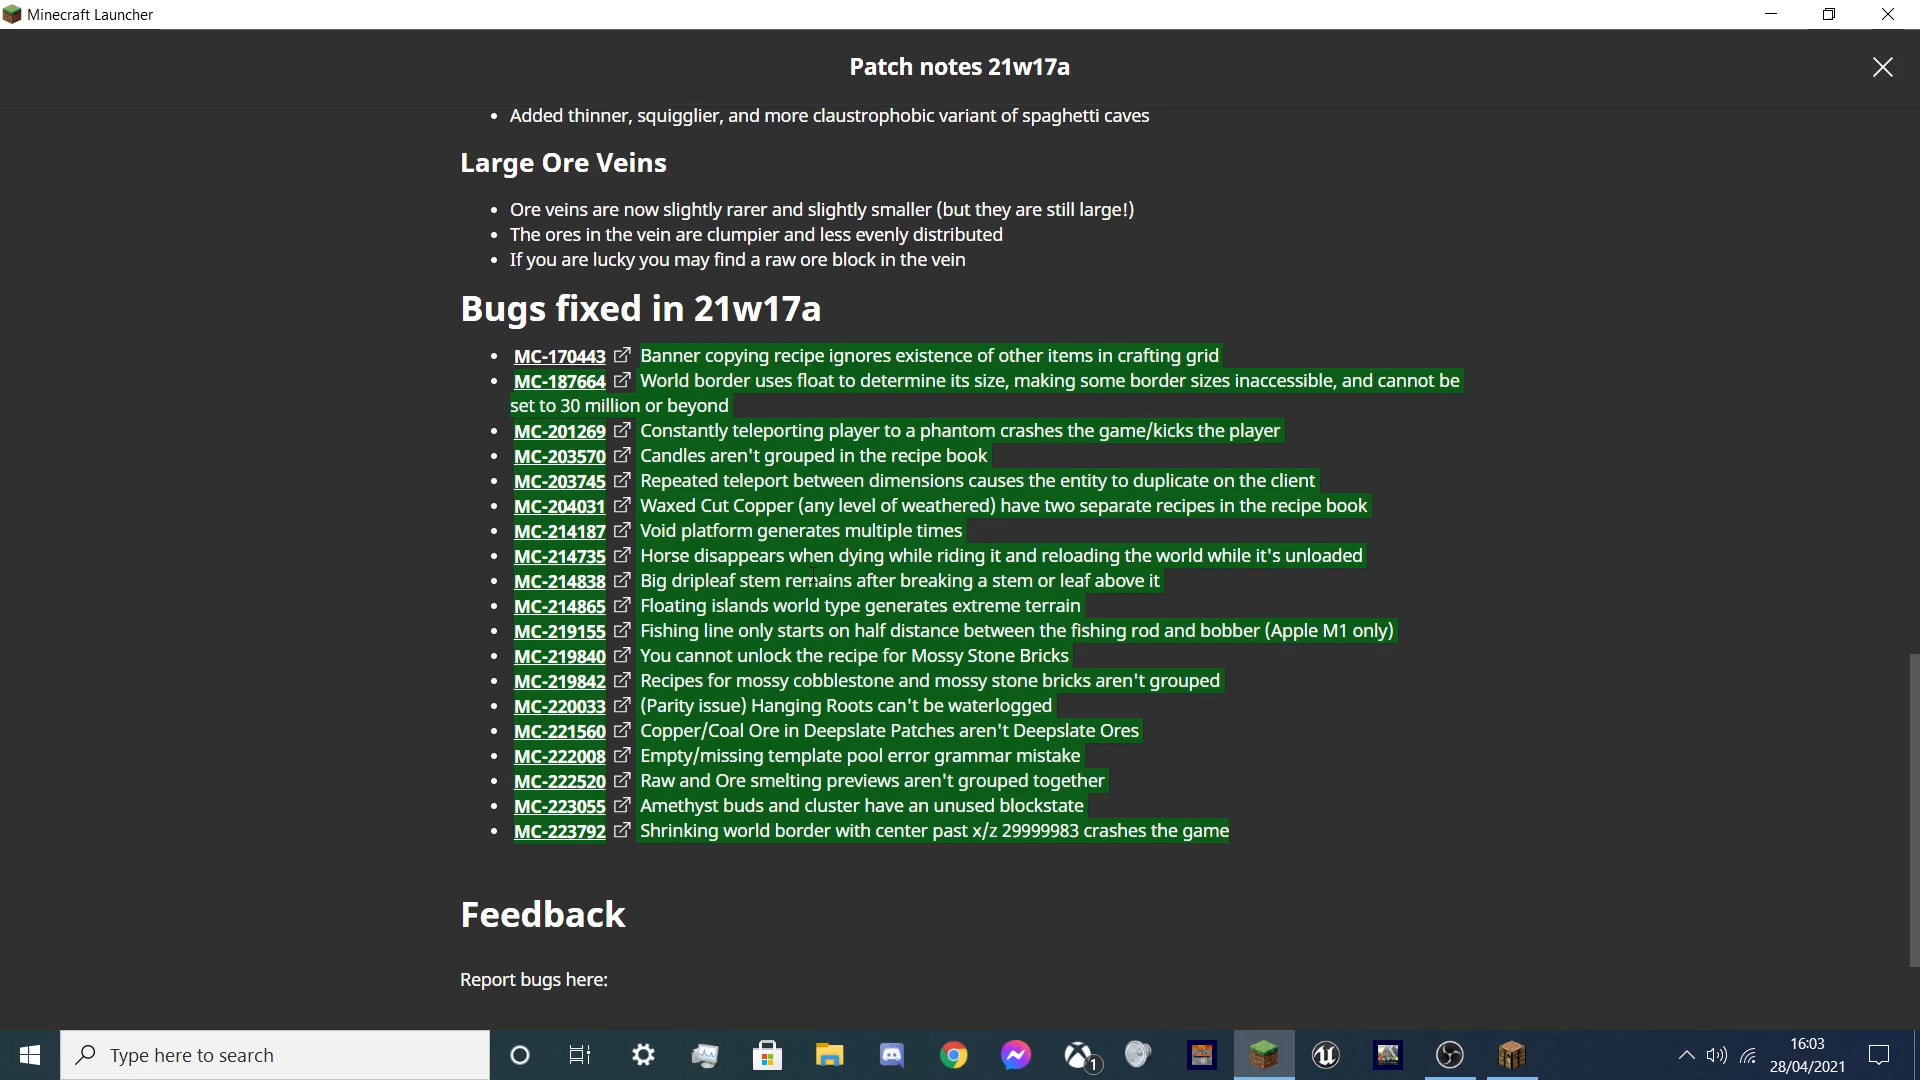 Minecraft Launcher
Patch notes 21w17a
• Added thinner, squigglier, and more claustrophobic variant of spaghetti caves
Large Ore Veins
• Ore veins are now slightly rarer and slightly smaller (but they are still large!)
• The ores in the vein are clumpier and less evenly distributed
• If you are lucky you may find a raw ore block in the vein
Bugs fixed in 21w17a
• MC-170443 Banner copying recipe ignores existence of other items in crafting grid
• MC-187664 World border uses float to determine its size, making some border sizes inaccessible, and cannot be
set to 30 million or beyond
• MC-201269 Constantly teleporting player to a phantom crashes the game/kicks the player
• MC-203570 Candles aren't grouped in the recipe book
• MC-203745 Repeated teleport between dimensions causes the entity to duplicate on the client
• MC-204031 Waxed Cut Copper (any level of weathered) have two separate recipes in the recipe book
• MC-214187 Void platform generates multiple times
• MC-214735 Horse disappears when dying while riding it and reloading the world while it's unloaded
• MC-214838 Big dripleaf stem remains after breaking a stem or leaf above it
• MC-214865 Floating islands world type generates extreme terrain
• MC-219155 Fishing line only starts on half distance between the fishing rod and bobber (Apple M1 only)
• MC-219840 You cannot unlock the recipe for Mossy Stone Bricks
• MC-219842 Recipes for mossy cobblestone and mossy stone bricks aren't grouped
• MC-220033 (Parity issue) Hanging Roots can't be waterlogged
• MC-221560 Copper/Coal Ore in Deepslate Patches aren't Deepslate Ores
• MC-222008 Empty/missing template pool error grammar mistake
• MC-222520 Raw and Ore smelting previews aren't grouped together
• MC-223055 Amethyst buds and cluster have an unused blockstate
• MC-223792 Shrinking world border with center past x/z 29999983 crashes the game
Feedback
Report bugs here:
Type here to search
1
16:03
28/04/2021